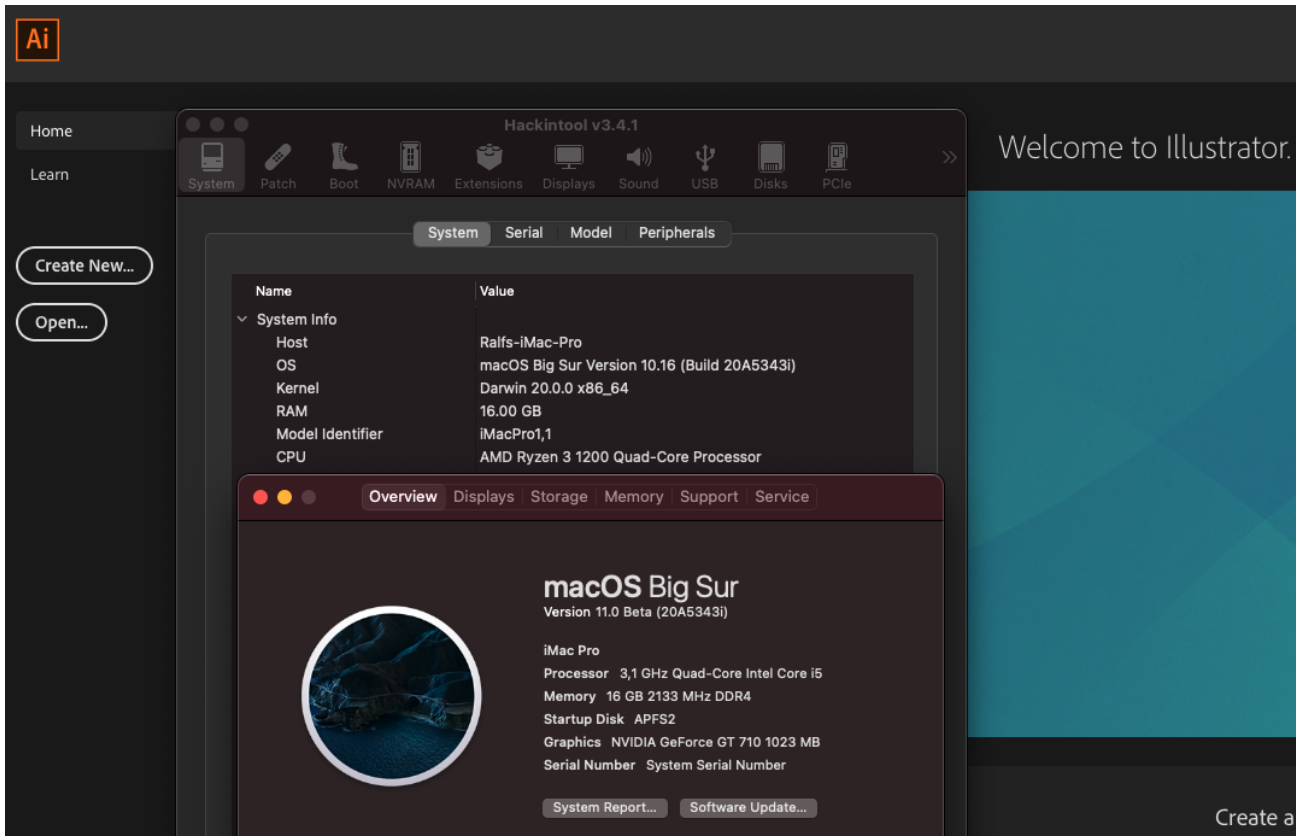 Ai
Home
Learn
Create New...
Open...
Hackintool v3.4.1
System Patch Boot NVRAM Extensions Displays Sound USB Disks PCIe
System Serial Model Peripherals
Name Value
System Info
Host Ralfs-iMac-Pro
OS macOS Big Sur Version 10.16 (Build 20A5343i)
Kernel Darwin 20.0.0 x86_64
RAM 16.00 GB
Model Identifier iMacPro1,1
CPU AMD Ryzen 3 1200 Quad-Core Processor
Overview Displays Storage Memory Support Service
macOS Big Sur
Version 11.0 Beta (20A5343i)
iMac Pro
Processor 3,1 GHz Quad-Core Intel Core i5
Memory 16 GB 2133 MHz DDR4
Startup Disk APFS2
Graphics NVIDIA GeForce GT 710 1023 MB
Serial Number System Serial Number
System Report... Software Update...
Welcome to Illustrator.
Create a